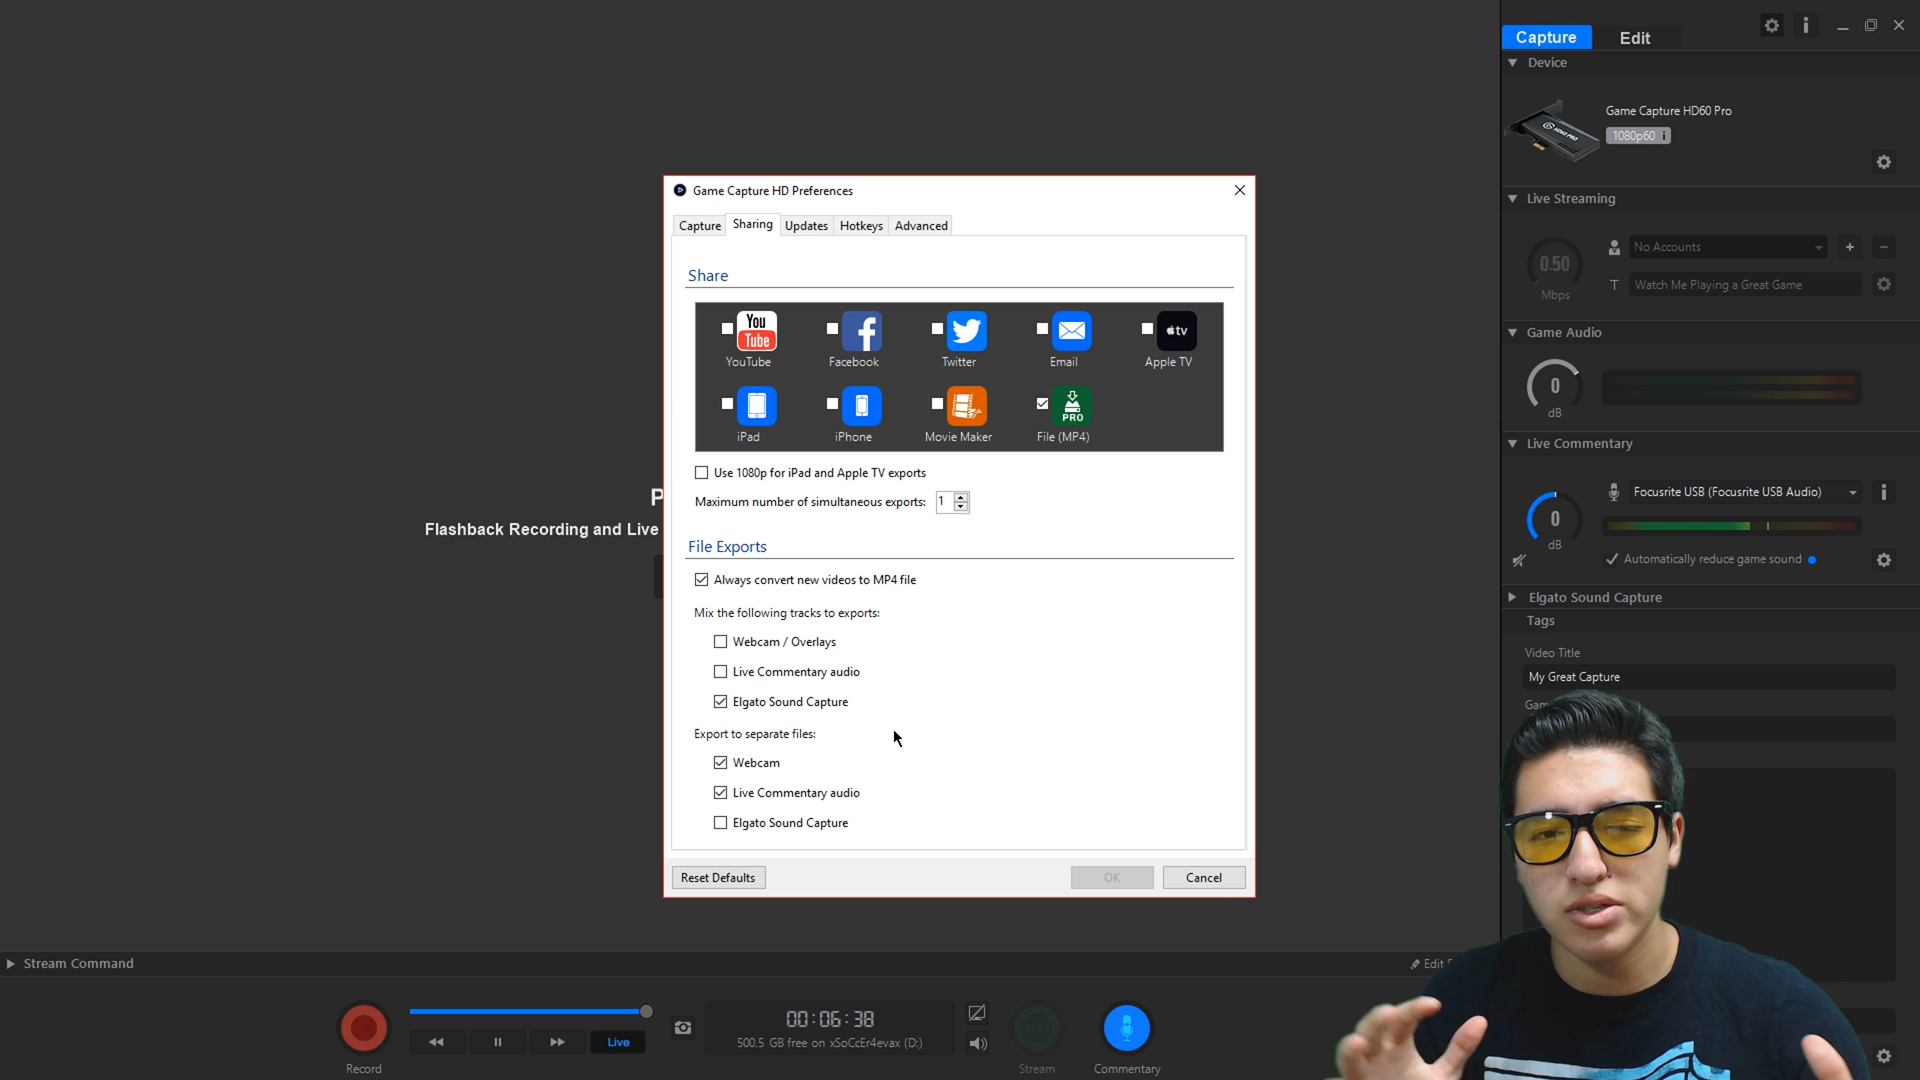 Capture Edit
Device
Game Capture HD60 Pro
1080p60 i
Live Streaming
0.50
Mbps
No Accounts
T Watch Me Playing a Great Game
Game Audio
0
dB
Live Commentary
Focusrite USB (Focusrite USB Audio)
0
dB
Automatically reduce game sound
Elgato Sound Capture
Tags
Video Title
My Great Capture
Game Capture HD Preferences
Capture Sharing Updates Hotkeys Advanced
Share
You Tube f tv
YouTube Facebook Twitter Email Apple TV
PRO
iPad iPhone Movie Maker File (MP4)
Use 1080p for iPad and Apple TV exports
Maximum number of simultaneous exports: 1
File Exports
Always convert new videos to MP4 file
Mix the following tracks to exports:
Webcam / Overlays
Live Commentary audio
Elgato Sound Capture
Export to separate files:
Webcam
Live Commentary audio
Elgato Sound Capture
Reset Defaults OK Cancel
P
Flashback Recording and Live
Stream Command
Edit
Live
00:06:38
500.5 GB free on xSoCcEr4evax (D:)
Record Stream Commentary